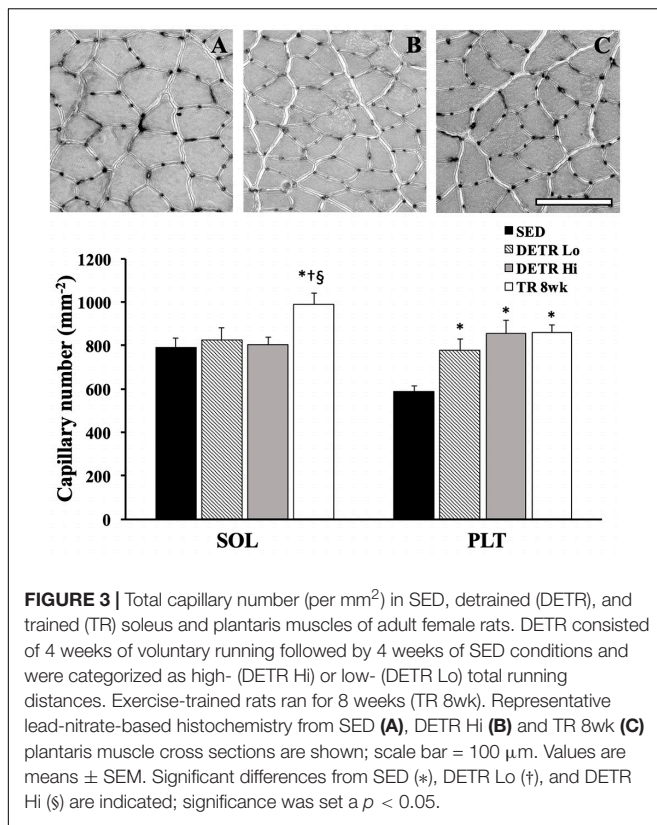 A
B
C
SED
DETR Lo
DETR Hi
TR 8wk
Capillary number (mm-2)
1200
1000
800
600
400
200
0
*†§
*
*
*
SOL
PLT
FIGURE 3 | Total capillary number (per mm2) in SED, detrained (DETR), and
trained (TR) soleus and plantaris muscles of adult female rats. DETR consisted
of 4 weeks of voluntary running followed by 4 weeks of SED conditions and
were categorized as high- (DETR Hi) or low- (DETR Lo) total running
distances. Exercise-trained rats ran for 8 weeks (TR 8wk). Representative
lead-nitrate-based histochemistry from SED (A), DETR Hi (B) and TR 8wk (C)
plantaris muscle cross sections are shown; scale bar = 100 μm. Values are
means ± SEM. Significant differences from SED (∗), DETR Lo (†), and DETR
Hi (§) are indicated; significance was set a p < 0.05.